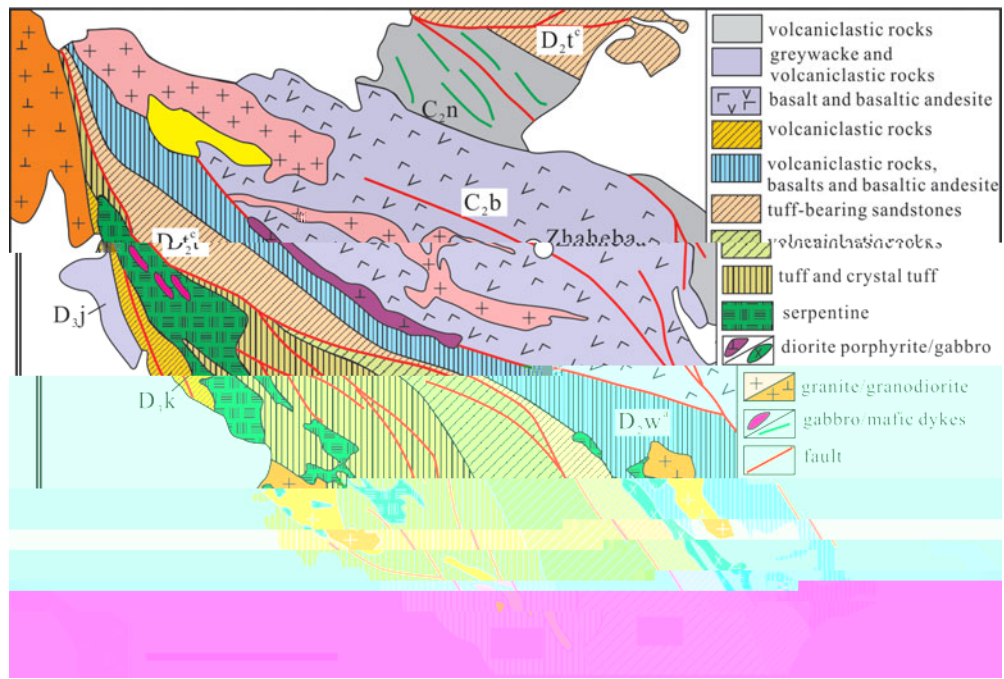 volcaniclastic rocks
greywacke and
volcaniclastic rocks
basalt and basaltic andesite
volcaniclastic rocks
volcaniclastic rocks,
basalts and basaltic andesite
tuff-bearing sandstones
tuff and crystal tuff
serpentine
diorite porphyrite/gabbro
granite/granodiorite
gabbro/mafic dykes
fault
D₂tᶜ
C₂n
C₂b
Zhaheba
D₃j